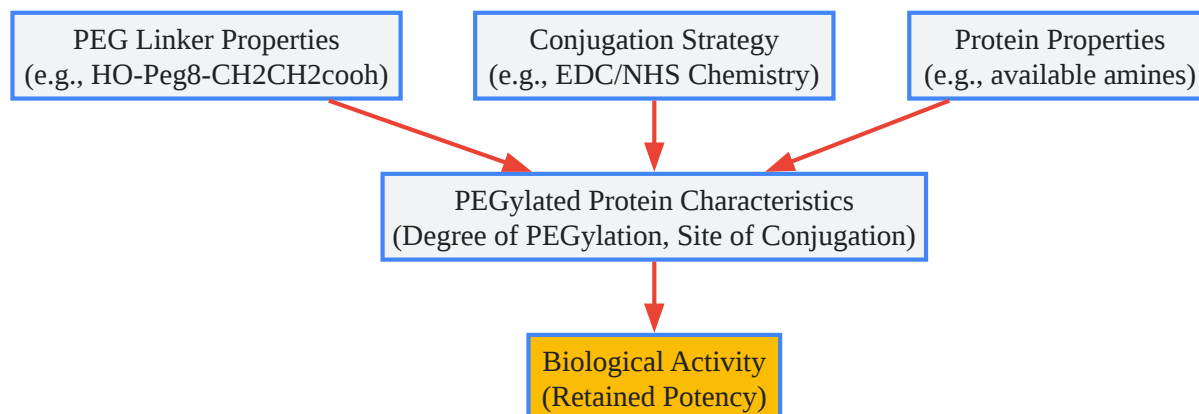 PEG Linker Properties
(e.g., HO-Peg8-CH2CH2cooh)
Conjugation Strategy
(e.g., EDC/NHS Chemistry)
Protein Properties
(e.g., available amines)
PEGylated Protein Characteristics
(Degree of PEGylation, Site of Conjugation)
Biological Activity
(Retained Potency)